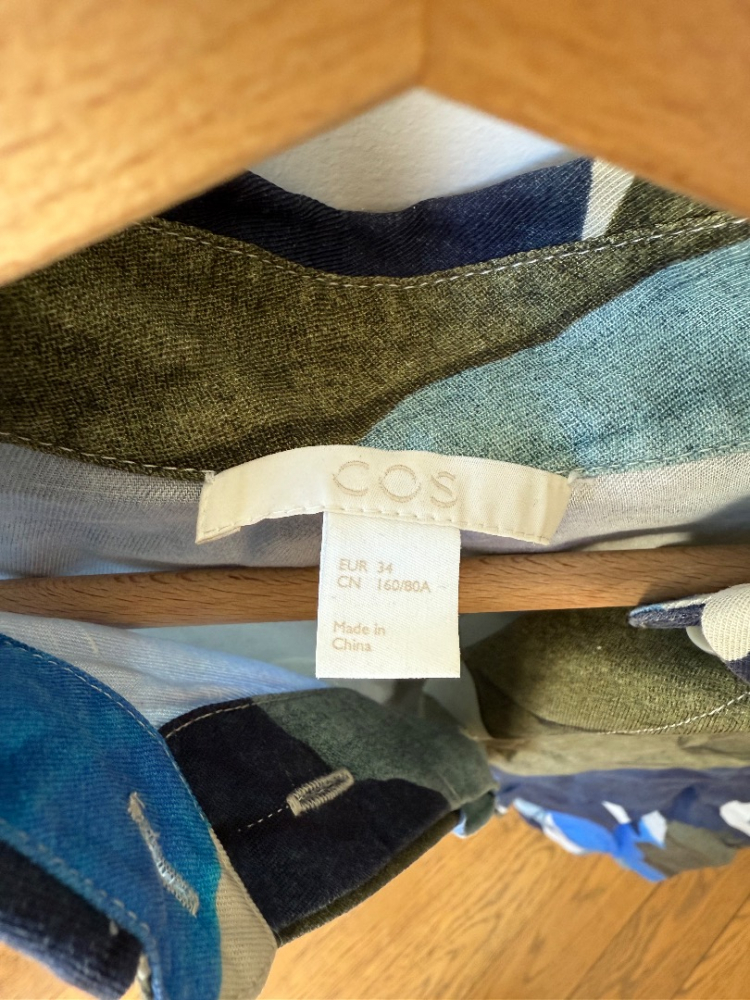 COS
EUR 34
CN 160/80A
Made in
China